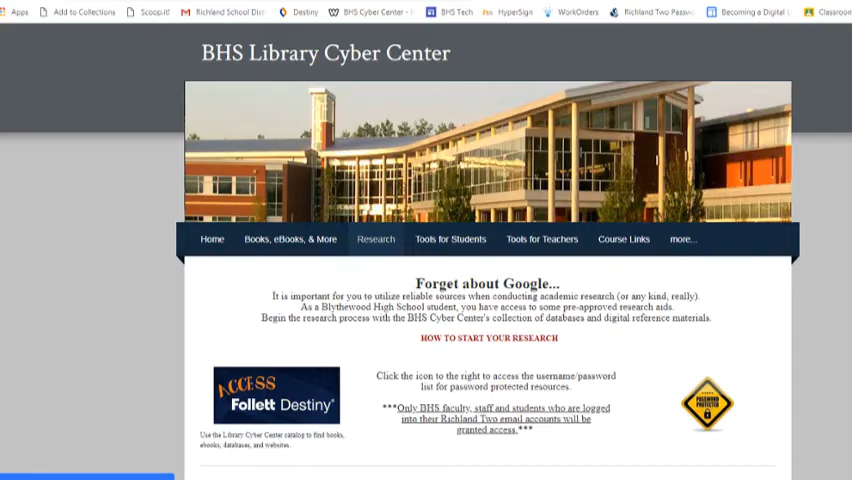 Apps Add to Collections Scoop.it! Richland School Dist Destiny BHS Cyber Center - BHS Tech HyperSign WorkOrders Richland Two Passw Becoming a Digital L Classroom
BHS Library Cyber Center
Home Books, eBooks, & More Research Tools for Students Tools for Teachers Course Links more...
Forget about Google...
It is important for you to utilize reliable sources when conducting academic research (or any kind, really).
As a Blythewood High School student, you have access to some pre-approved research aids.
Begin the research process with the BHS Cyber Center's collection of databases and digital reference materials.
HOW TO START YOUR RESEARCH
ACCESS
Follett Destiny
Use the Library Cyber Center catalog to find books,
ebooks, databases, and websites.
Click the icon to the right to access the username/password
list for password protected resources.
***Only BHS faculty, staff and students who are logged
into their Richland Two email accounts will be
granted access.***
PASSWORD
PROTECTED